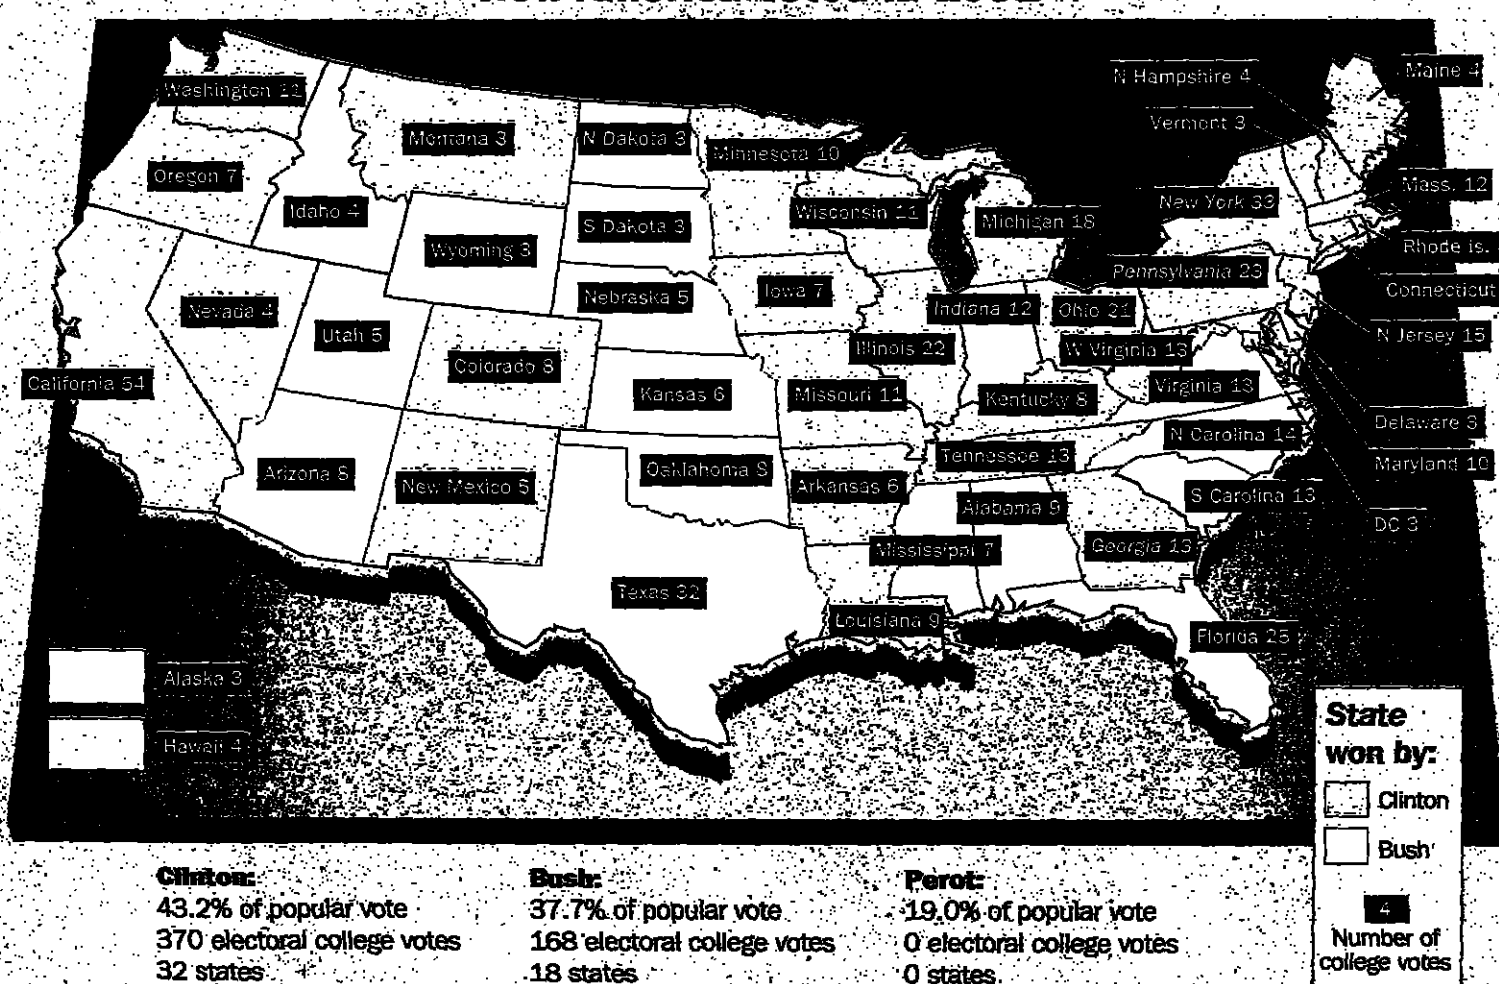 Washington 11
Oregon 7
California 54
Nevada 4
Idaho 4
Montana 3
Wyoming 3
Utah 5
Colorado 8
Arizona 8
New Mexico 5
N Dakota 3
S Dakota 3
Nebraska 5
Kansas 6
Oaklahoma 8
Texas 32
Minnesota 10
Iowa 7
Missouri 11
Arkansas 6
Louisiana 9
Wisconsin 11
Illinois 22
Michigan 18
Indiana 12
Ohio 21
Kentucky 8
Tennessee 13
Mississippi 7
Alabama 9
Georgia 13
Florida 25
S Carolina 13
N Carolina 14
Virginia 13
W Virginia 13
Pennsylvania 23
New York 33
Vermont 3
N Hampshire 4
Maine 4
Mass. 12
Rhode is.
Connecticut
N Jersey 15
Delaware 3
Maryland 10
DC 3
Alaska 3
Hawaii 4
State
won by:
Clinton
Bush
4
Number of
college votes
Clinton:
43.2% of popular vote
370 electoral college votes
32 states
Bush:
37.7% of popular vote
168 electoral college votes
18 states
Perot:
19.0% of popular vote
0 electoral college votes
0 states